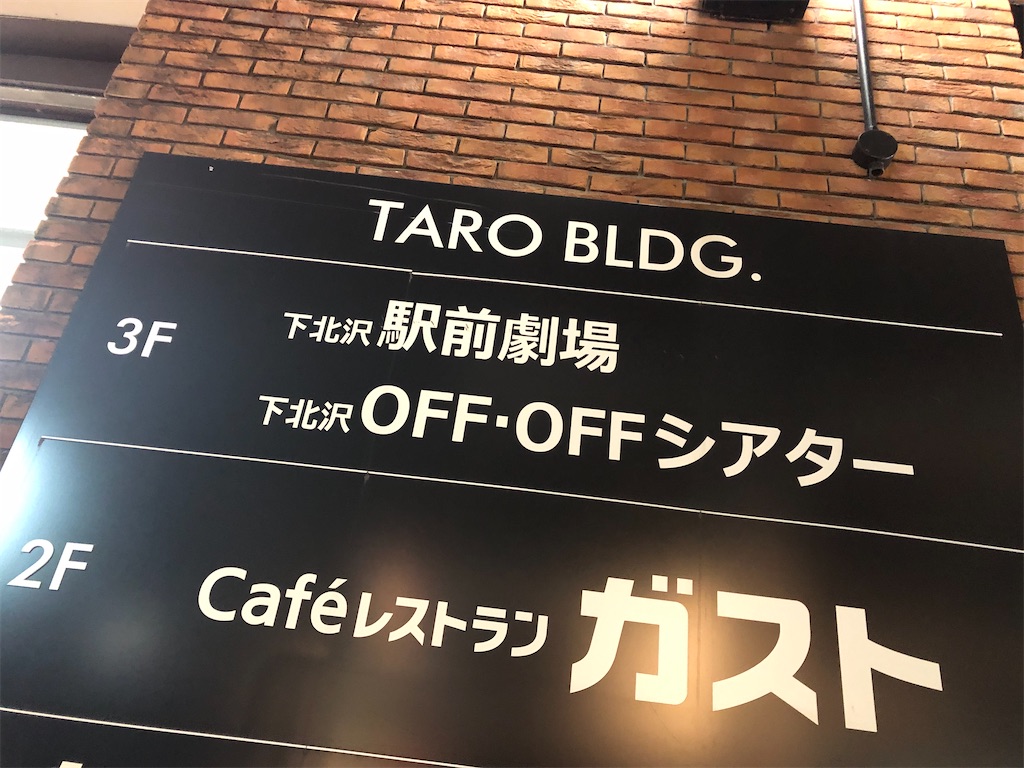 TARO BLDG.
3F 下北沢 駅前劇場
下北沢 OFF・OFFシアター
2F Caféレストラン ガスト